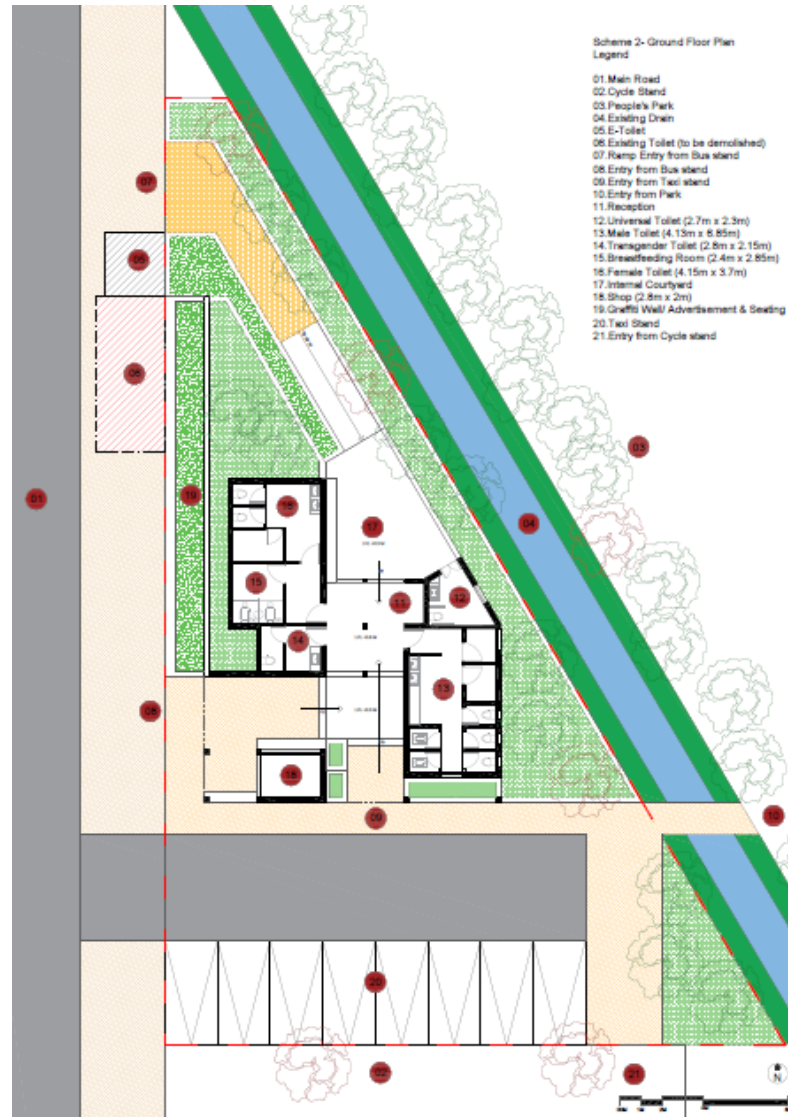 Scheme 2- Ground Floor Plan
Legend
01.Main Road
02.Cycle Stand
03.People's Park
04.Existing Drain
05.E-Toilet
06.Existing Toilet (to be demolished)
07.Ramp Entry from Bus stand
08.Entry from Bus stand
09.Entry from Taxi stand
10.Entry from Park
11.Reception
12.Universal Toilet (2.7m x 2.3m)
13.Male Toilet (4.13m x 6.85m)
14.Transgender Toilet (2.8m x 2.15m)
15.Breastfeeding Room (2.4m x 2.85m)
16.Female Toilet (4.15m x 3.7m)
17.Internal Courtyard
18.Shop (2.8m x 2m)
19.Graffiti Wall/ Advertisement & Seating
20.Taxi Stand
21.Entry from Cycle stand
07
05
06
03
01
19
16
17
04
15
11
12
14
13
08
18
10
09
20
02
21
N